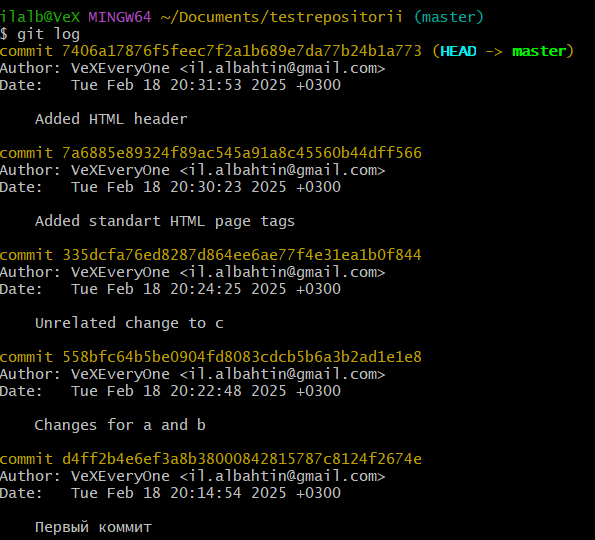 ilalb@VeX MINGW64 ~/Documents/testrepositorii (master)
$ git log
commit 7406a17876f5feec7f2a1b689e7da77b24b1a773 (HEAD -> master)
Author: VeXEveryOne <il.albahtin@gmail.com>
Date:   Tue Feb 18 20:31:53 2025 +0300
    Added HTML header
commit 7a6885e89324f89ac545a91a8c45560b44dff566
Author: VeXEveryOne <il.albahtin@gmail.com>
Date:   Tue Feb 18 20:30:23 2025 +0300
    Added standart HTML page tags
commit 335dcfa76ed8287d864ee6ae77f4e31ea1b0f844
Author: VeXEveryOne <il.albahtin@gmail.com>
Date:   Tue Feb 18 20:24:25 2025 +0300
    Unrelated change to c
commit 558bfc64b5be0904fd8083cdcb5b6a3b2ad1e1e8
Author: VeXEveryOne <il.albahtin@gmail.com>
Date:   Tue Feb 18 20:22:48 2025 +0300
    Changes for a and b
commit d4ff2b4e6ef3a8b38000842815787c8124f2674e
Author: VeXEveryOne <il.albahtin@gmail.com>
Date:   Tue Feb 18 20:14:54 2025 +0300
    Первый коммит